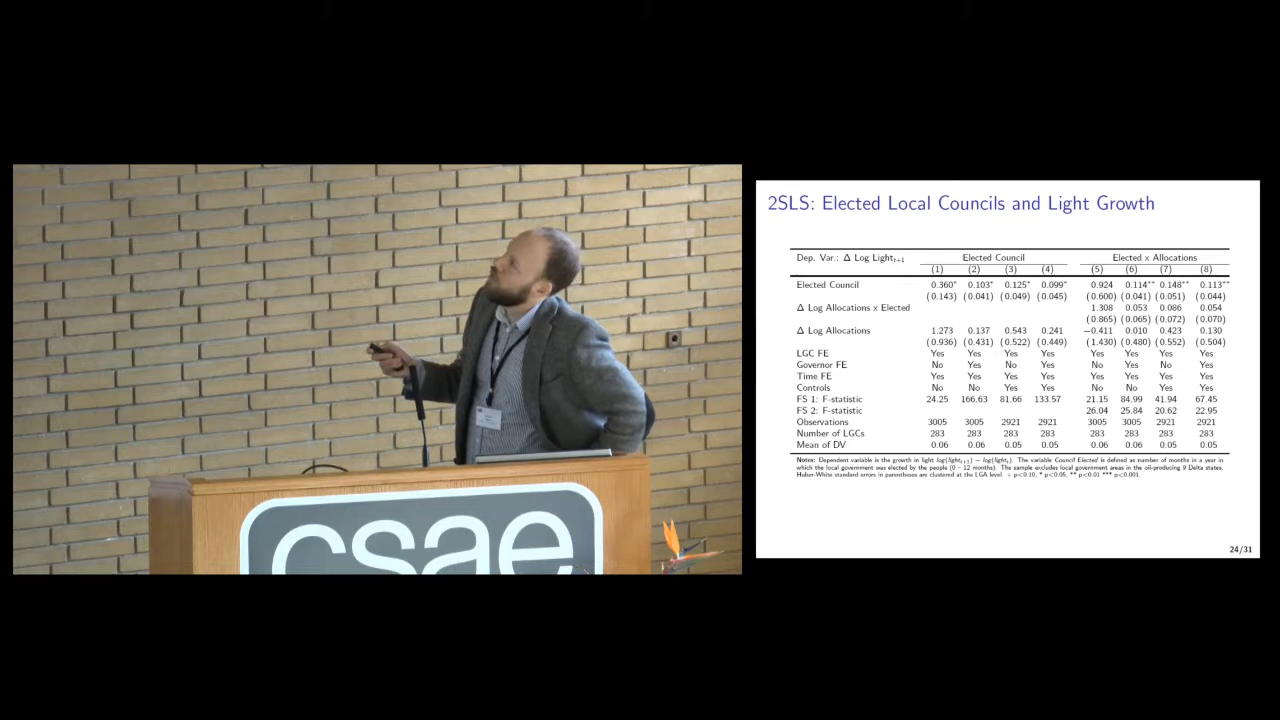 csae
2SLS: Elected Local Councils and Light Growth
Dep. Var.: Δ Log Light_{t+1} Elected Council Elected x Allocations
(1) (2) (3) (4) (5) (6) (7) (8)
Elected Council 0.360* 0.103* 0.125* 0.099* 0.924 0.114** 0.148** 0.113**
(0.143) (0.041) (0.049) (0.045) (0.600) (0.041) (0.051) (0.044)
Δ Log Allocations x Elected 1.308 0.053 0.086 0.054
(0.865) (0.065) (0.072) (0.070)
Δ Log Allocations 1.273 0.137 0.543 0.241 −0.411 0.010 0.423 0.130
(0.936) (0.431) (0.522) (0.449) (1.430) (0.480) (0.552) (0.504)
LGC FE Yes Yes Yes Yes Yes Yes Yes Yes
Governor FE No Yes No Yes No Yes No Yes
Time FE Yes Yes Yes Yes Yes Yes Yes Yes
Controls No No Yes Yes No No Yes Yes
FS 1: F-statistic 24.25 166.63 81.66 133.57 21.15 84.99 41.94 67.45
FS 2: F-statistic 26.04 25.84 20.62 22.95
Observations 3005 3005 2921 2921 3005 3005 2921 2921
Number of LGCs 283 283 283 283 283 283 283 283
Mean of DV 0.06 0.06 0.05 0.05 0.06 0.06 0.05 0.05
Notes: Dependent variable is the growth in light log(light_{t+1}) − log(light_t). The variable Council Elected is defined as number of months in a year in
which the local government was elected by the people (0 – 12 months). The sample excludes local government areas in the oil-producing 9 Delta states.
Huber-White standard errors in parentheses are clustered at the LGA level. + p<0.10, * p<0.05, ** p<0.01 *** p<0.001.
24/31